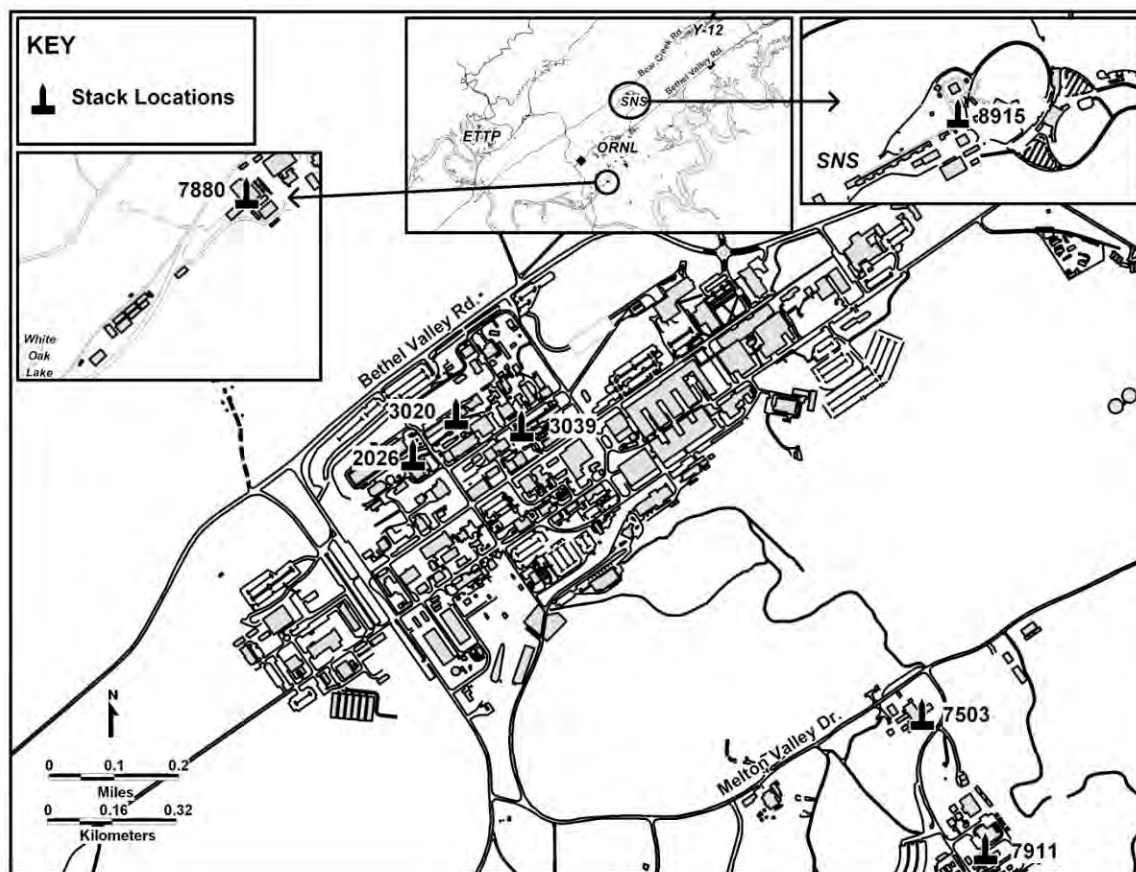 KEY
Stack Locations
Y-12
Bear Creek Rd.
Bethel Valley Rd.
SNS
ETTP
ORNL
8915
SNS
7880
White
Oak
Lake
Bethel Valley Rd.
3020
3039
2026
N
0 0.1 0.2
Miles
0 0.16 0.32
Kilometers
Melton Valley Dr.
7503
7911